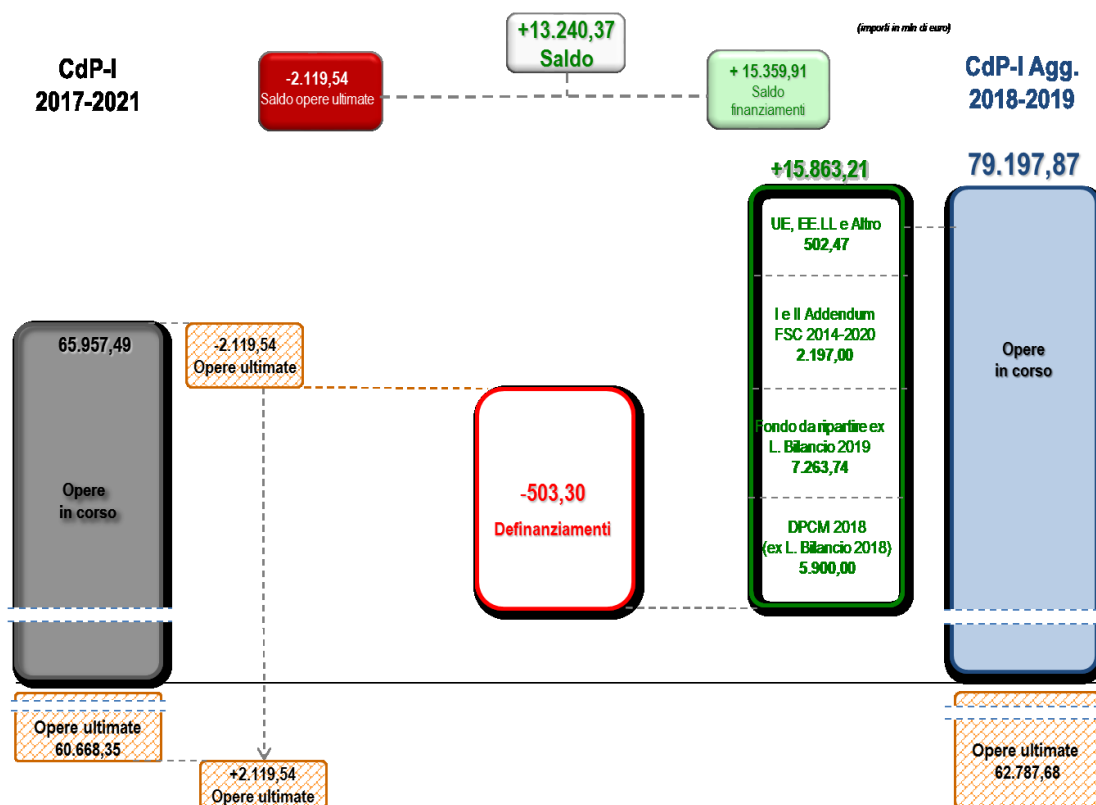 +13.240,37
Saldo
(importi in mln di euro)
CdP-I
2017-2021
-2.119,54
Saldo opere ultimate
+ 15.359,91
Saldo
finanziamenti
CdP-I Agg.
2018-2019
+15.863,21
79.197,87
UE, EE.LL e Altro
502,47
I e II Addendum
FSC 2014-2020
2.197,00
Fondo da ripartire ex
L. Bilancio 2019
7.263,74
DPCM 2018
(ex L. Bilancio 2018)
5.900,00
65.957,49
Opere
in corso
-2.119,54
Opere ultimate
-503,30
Definanziamenti
Opere
in corso
Opere ultimate
60.668,35
+2.119,54
Opere ultimate
Opere ultimate
62.787,68